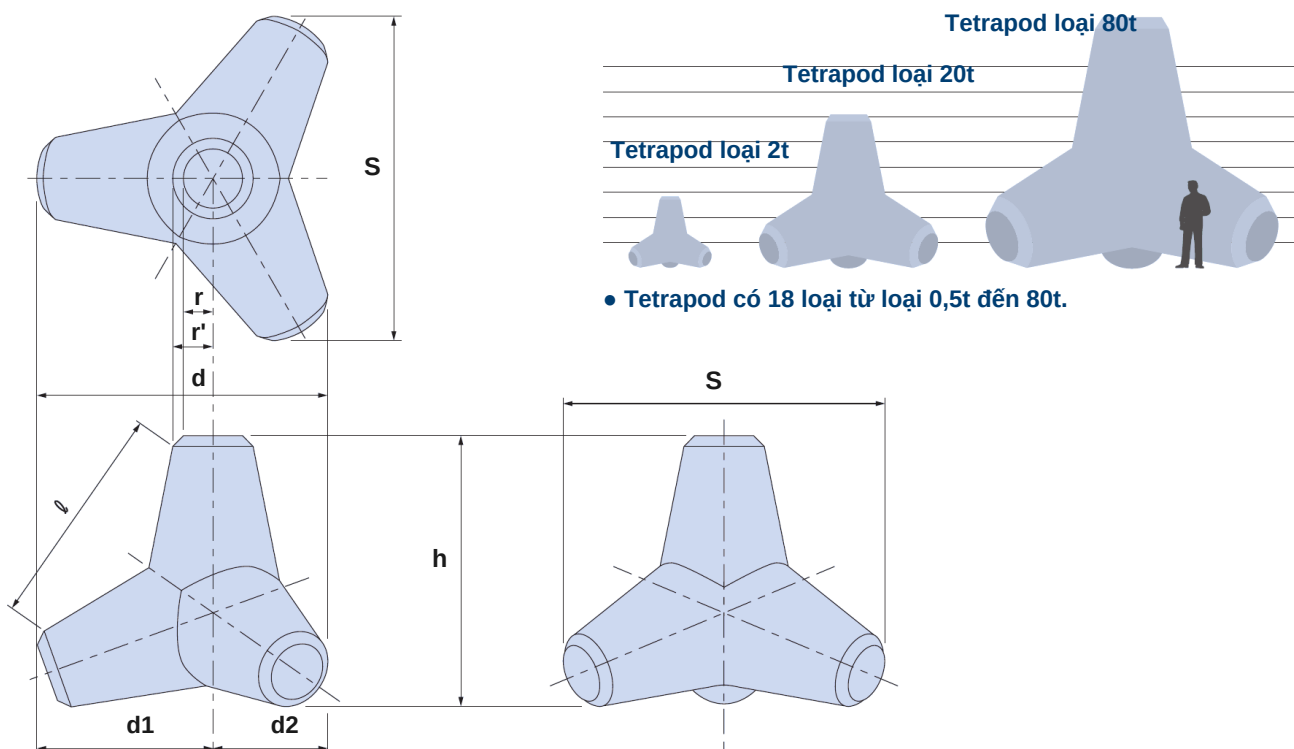 S
Tetrapod loại 80t
Tetrapod loại 20t
Tetrapod loại 2t
● Tetrapod có 18 loại từ loại 0,5t đến 80t.
r
r'
d
S
ℓ
h
d1
d2